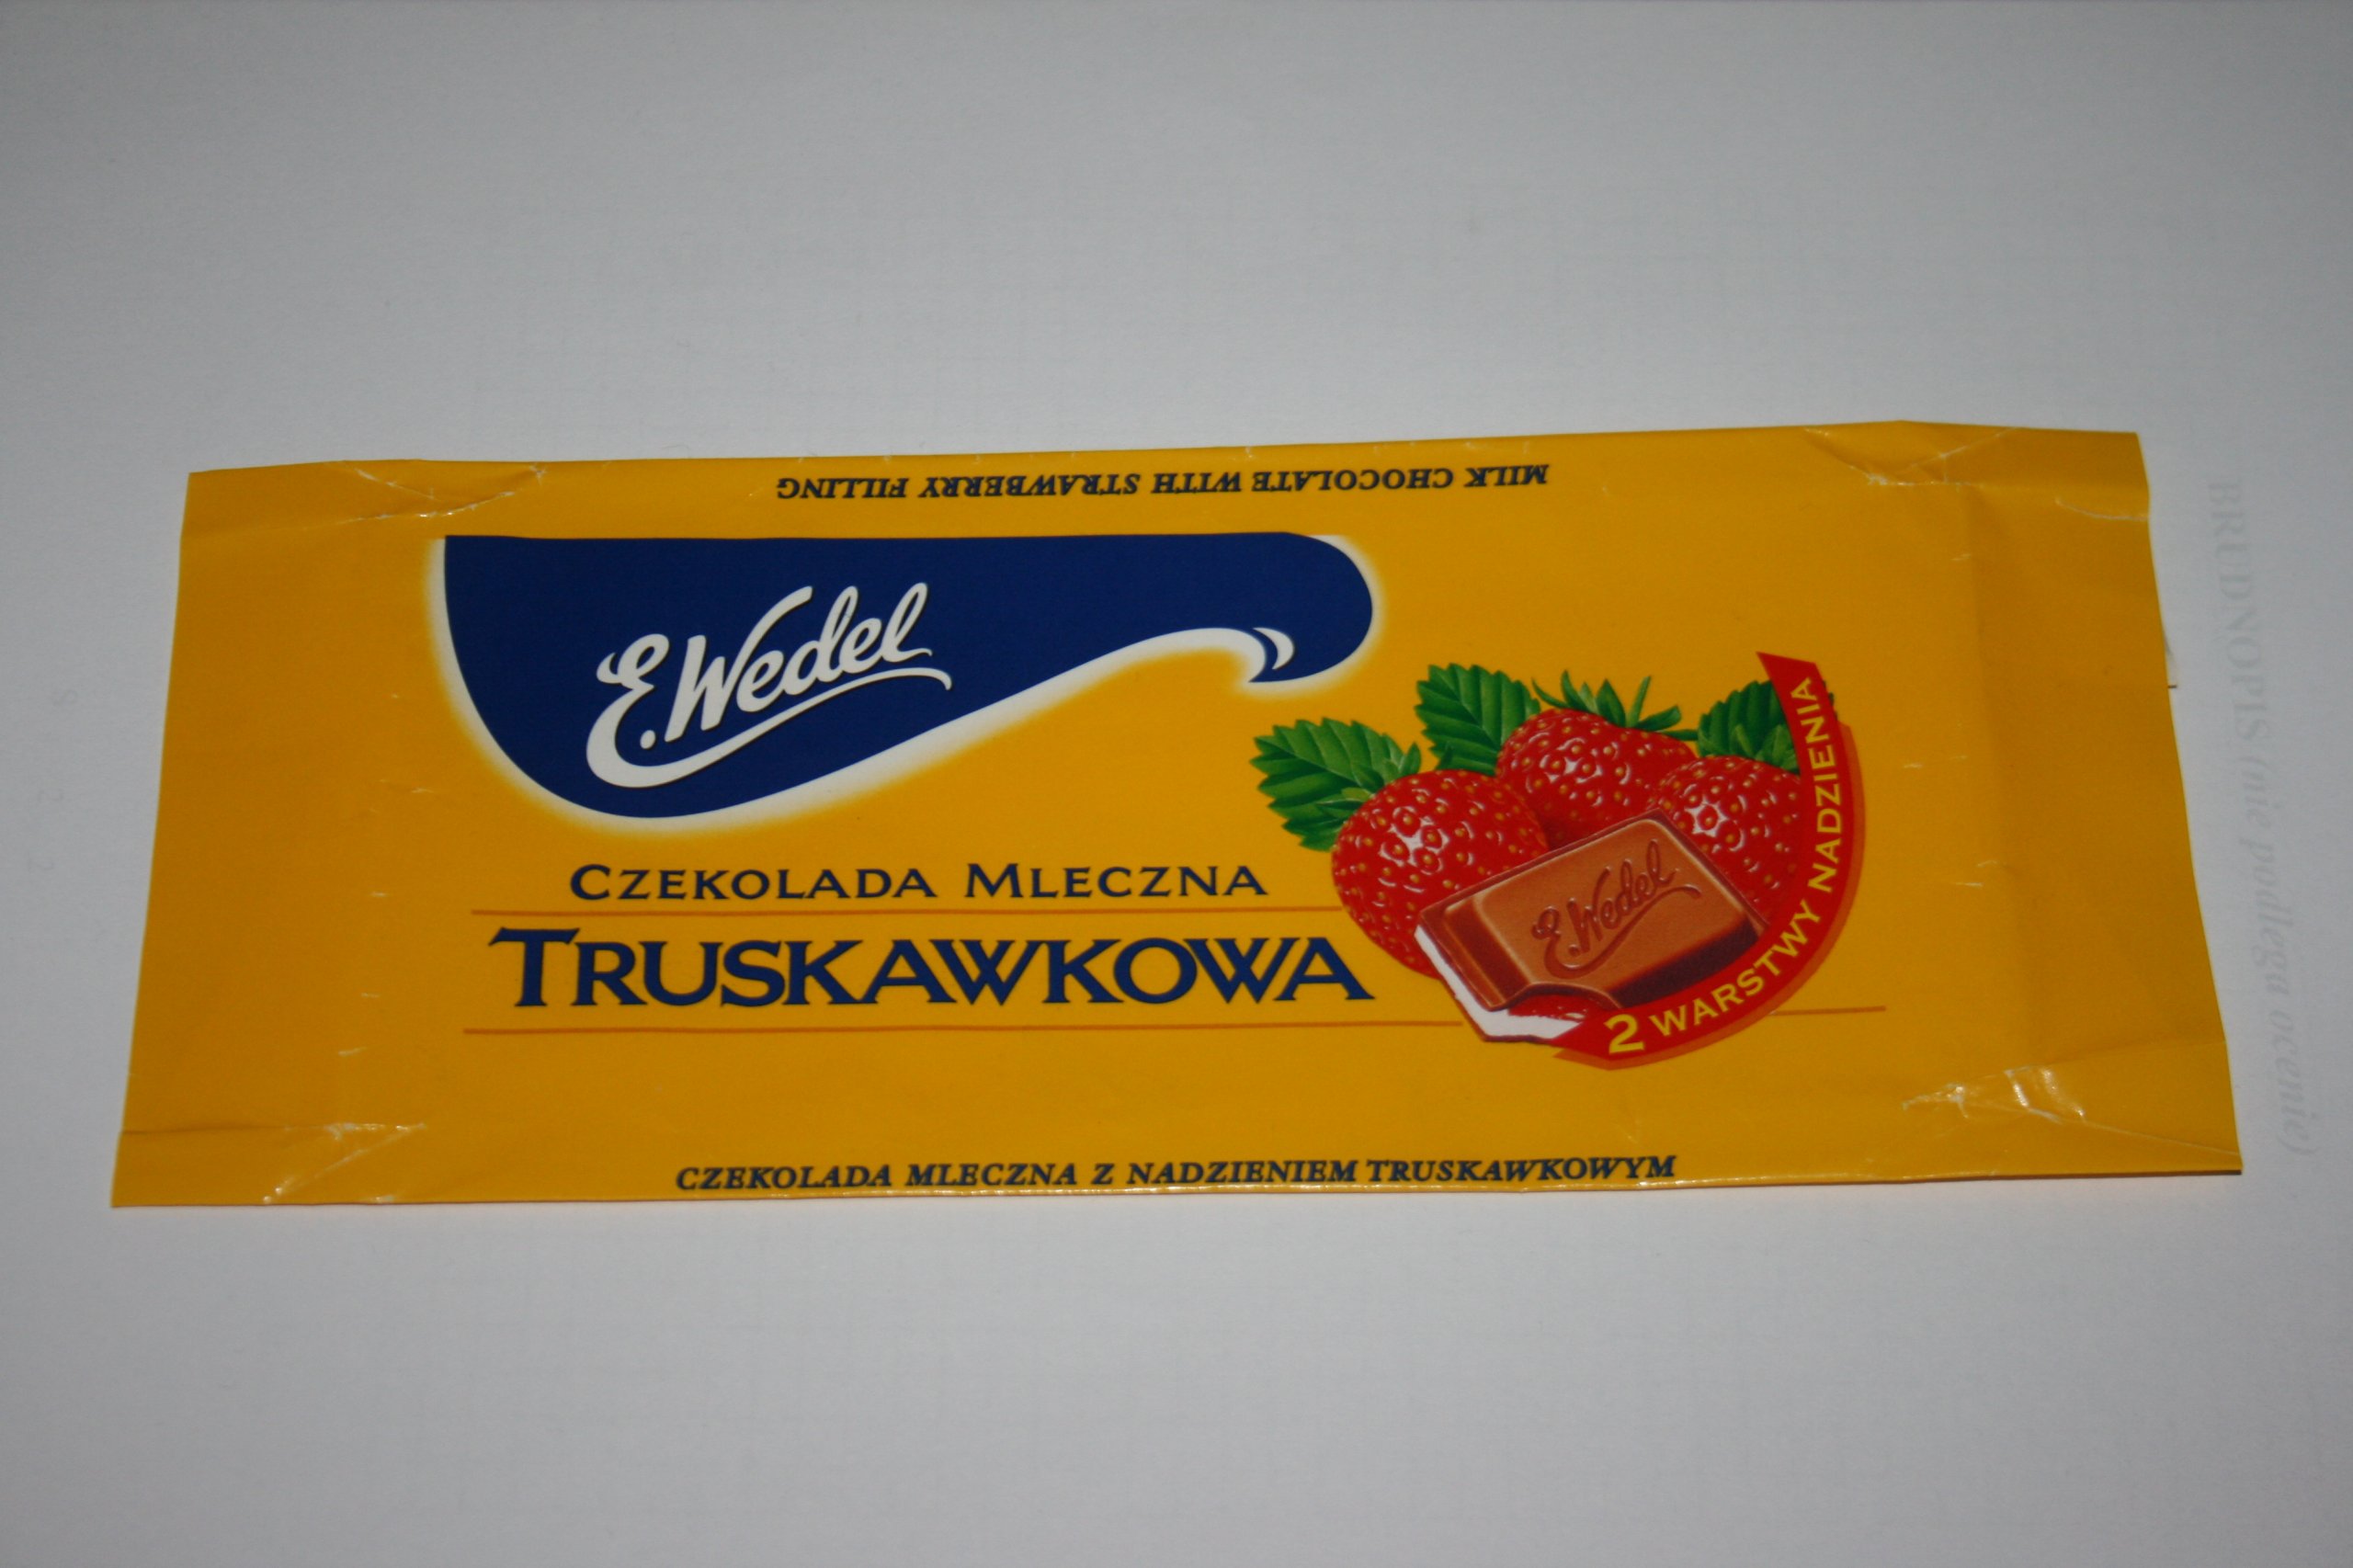 MILK CHOCOLATE WITH STRAWBERRY FILLING
E.Wedel
CZEKOLADA MLECZNA
TRUSKAWKOWA
E.Wedel
2 WARSTWY NADZIENIA
CZEKOLADA MLECZNA Z NADZIENIEM TRUSKAWKOWYM
BRUDNOPIS (nie podlega ocenie)